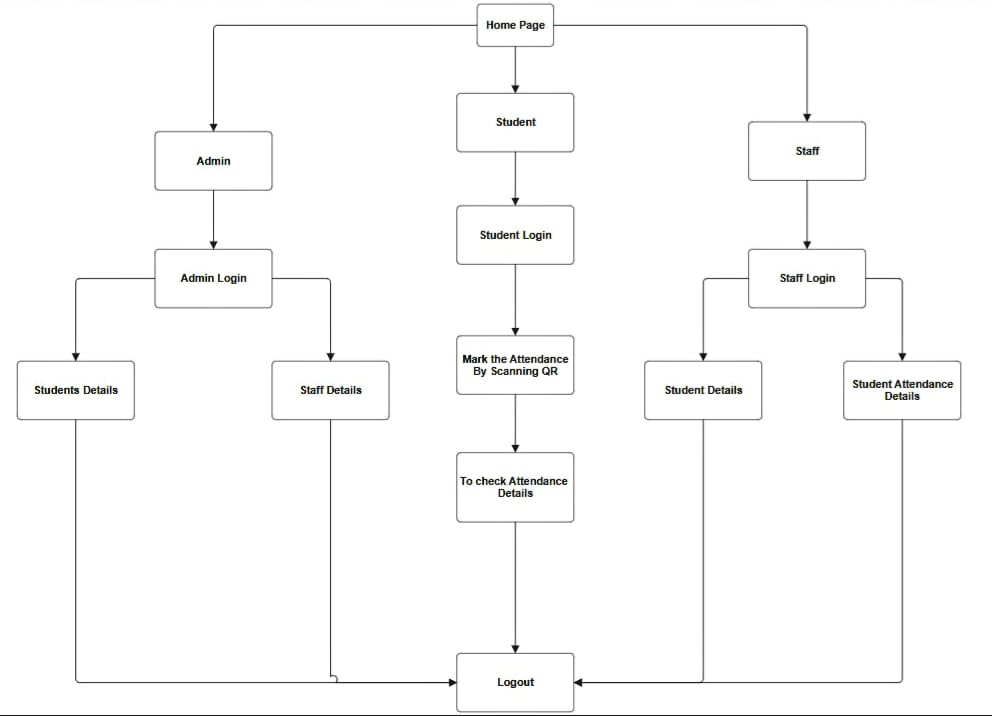 Home Page
Student
Staff
Admin
Student Login
Admin Login
Staff Login
Mark the Attendance
By Scanning QR
Students Details
Staff Details
Student Details
Student Attendance
Details
To check Attendance
Details
Logout